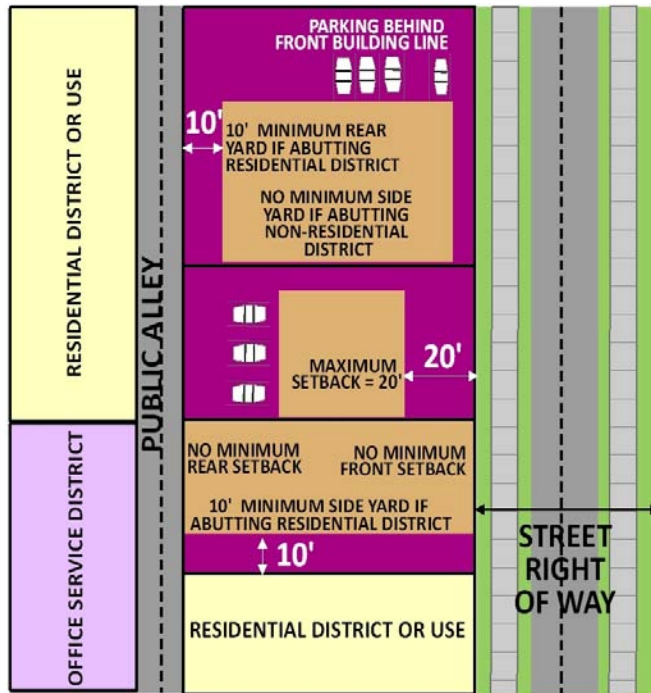 PARKING BEHIND
FRONT BUILDING LINE
10'
10' MINIMUM REAR
YARD IF ABUTTING
RESIDENTIAL DISTRICT
NO MINIMUM SIDE
YARD IF ABUTTING
NON-RESIDENTIAL
DISTRICT
RESIDENTIAL DISTRICT OR USE
PUBLIC ALLEY
MAXIMUM
SETBACK = 20'
20'
OFFICE SERVICE DISTRICT
NO MINIMUM
REAR SETBACK
NO MINIMUM
FRONT SETBACK
10' MINIMUM SIDE YARD IF
ABUTTING RESIDENTIAL DISTRICT
10'
STREET
RIGHT
OF WAY
RESIDENTIAL DISTRICT OR USE